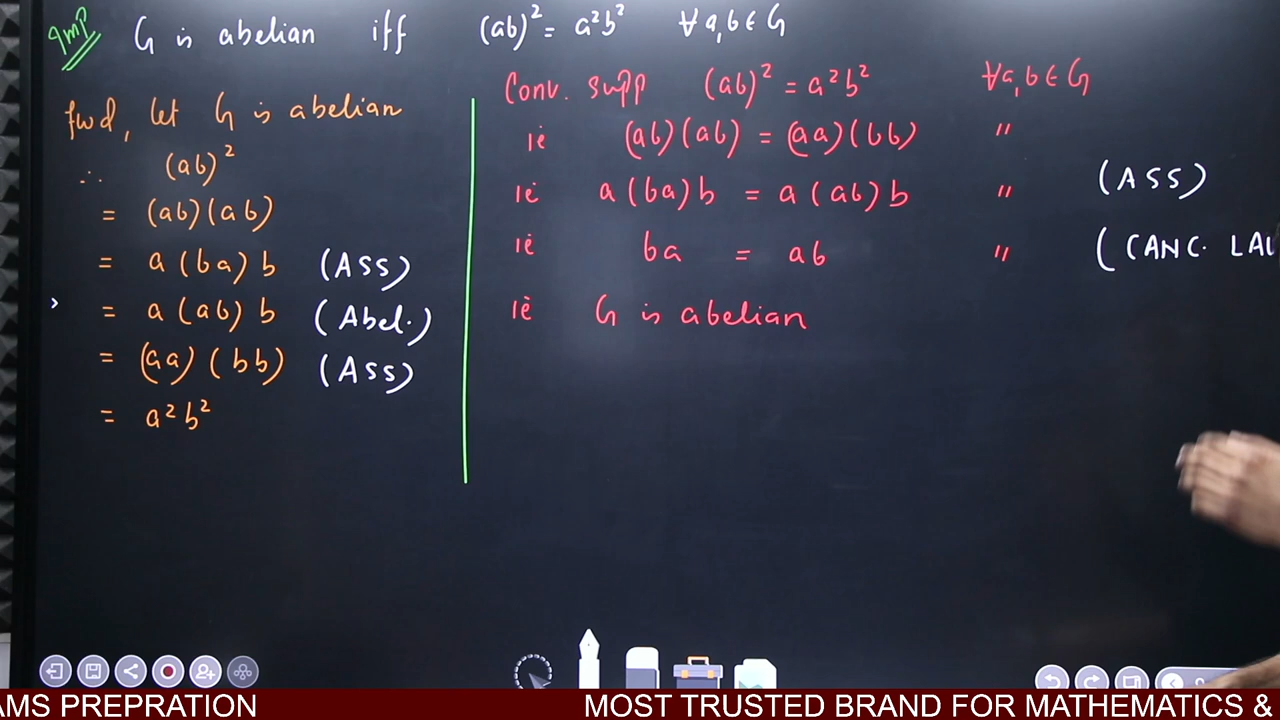 Imp G is abelian iff (ab)² = a²b² ∀ a,b ∈ G
fwd, let G is abelian
∴ (ab)²
= (ab)(ab)
= a(ba)b (Ass)
= a(ab)b (Abel.)
= (aa)(bb) (Ass)
= a²b²
Conv. supp (ab)² = a²b² ∀ a,b ∈ G
ie (ab)(ab) = (aa)(bb) "
ie a(ba)b = a(ab)b " (ASS)
ie ba = ab " (CANC. LAW
ie G is abelian
AMS PREPRATION MOST TRUSTED BRAND FOR MATHEMATICS &